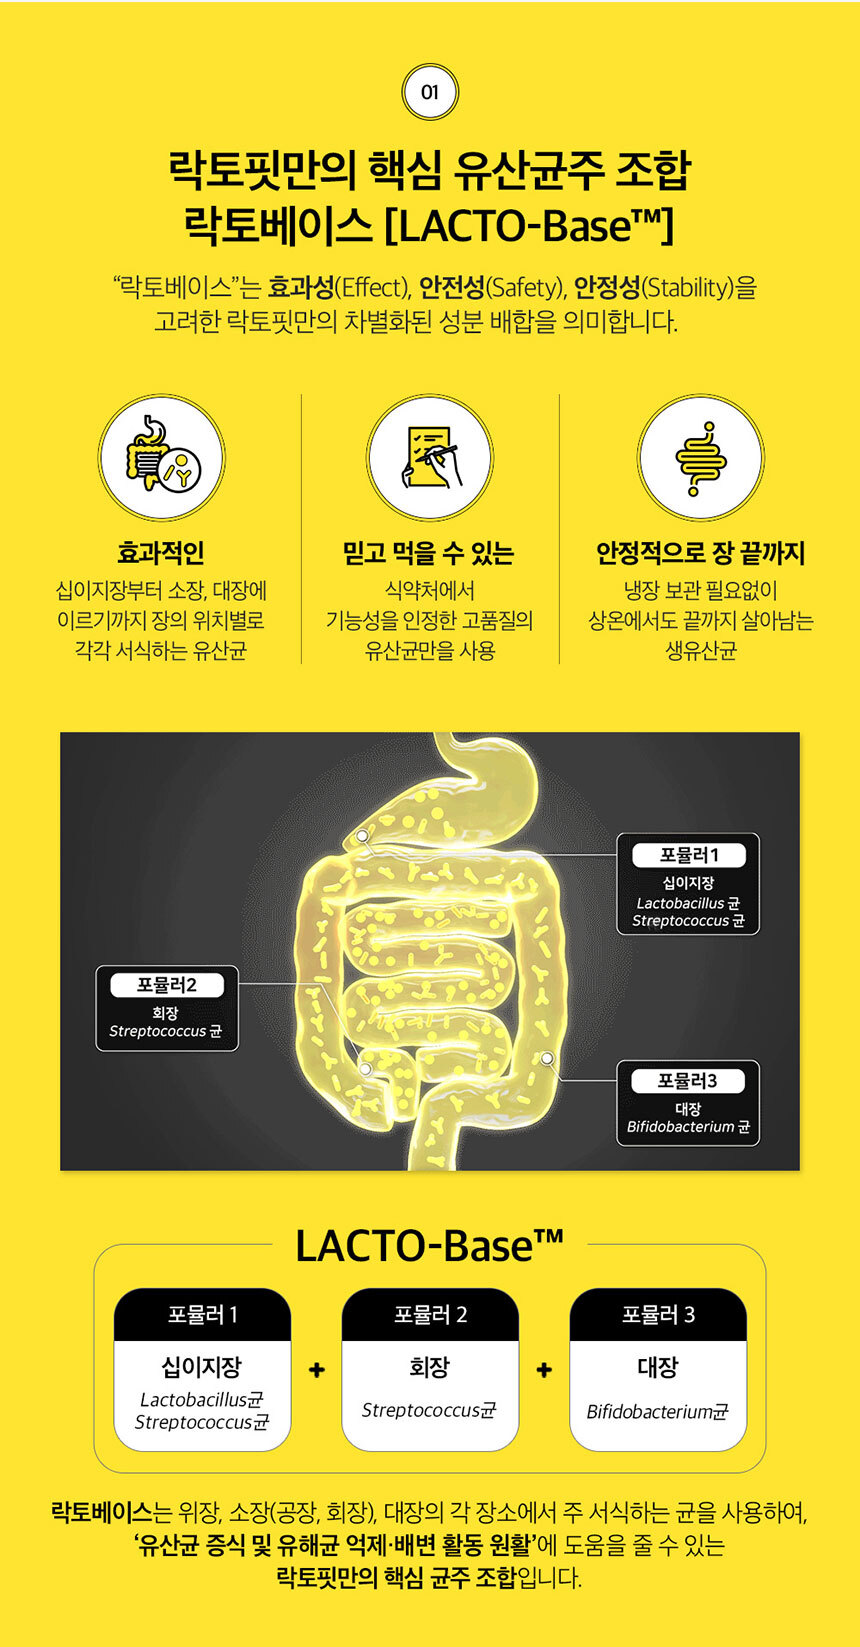 01
락토핏만의 핵심 유산균주 조합
락토베이스 [LACTO-Base™]
“락토베이스”는 효과성(Effect), 안전성(Safety), 안정성(Stability)을
고려한 락토핏만의 차별화된 성분 배합을 의미합니다.
효과적인
십이지장부터 소장, 대장에
이르기까지 장의 위치별로
각각 서식하는 유산균
믿고 먹을 수 있는
식약처에서
기능성을 인정한 고품질의
유산균만을 사용
안정적으로 장 끝까지
냉장 보관 필요없이
상온에서도 끝까지 살아남는
생유산균
포뮬러1
십이지장
Lactobacillus 균
Streptococcus 균
포뮬러2
회장
Streptococcus 균
포뮬러3
대장
Bifidobacterium 균
LACTO-Base™
포뮬러 1
십이지장
Lactobacillus균
Streptococcus균
+
포뮬러 2
회장
Streptococcus균
+
포뮬러 3
대장
Bifidobacterium균
락토베이스는 위장, 소장(공장, 회장), 대장의 각 장소에서 주 서식하는 균을 사용하여,
‘유산균 증식 및 유해균 억제·배변 활동 원활’에 도움을 줄 수 있는
락토핏만의 핵심 균주 조합입니다.